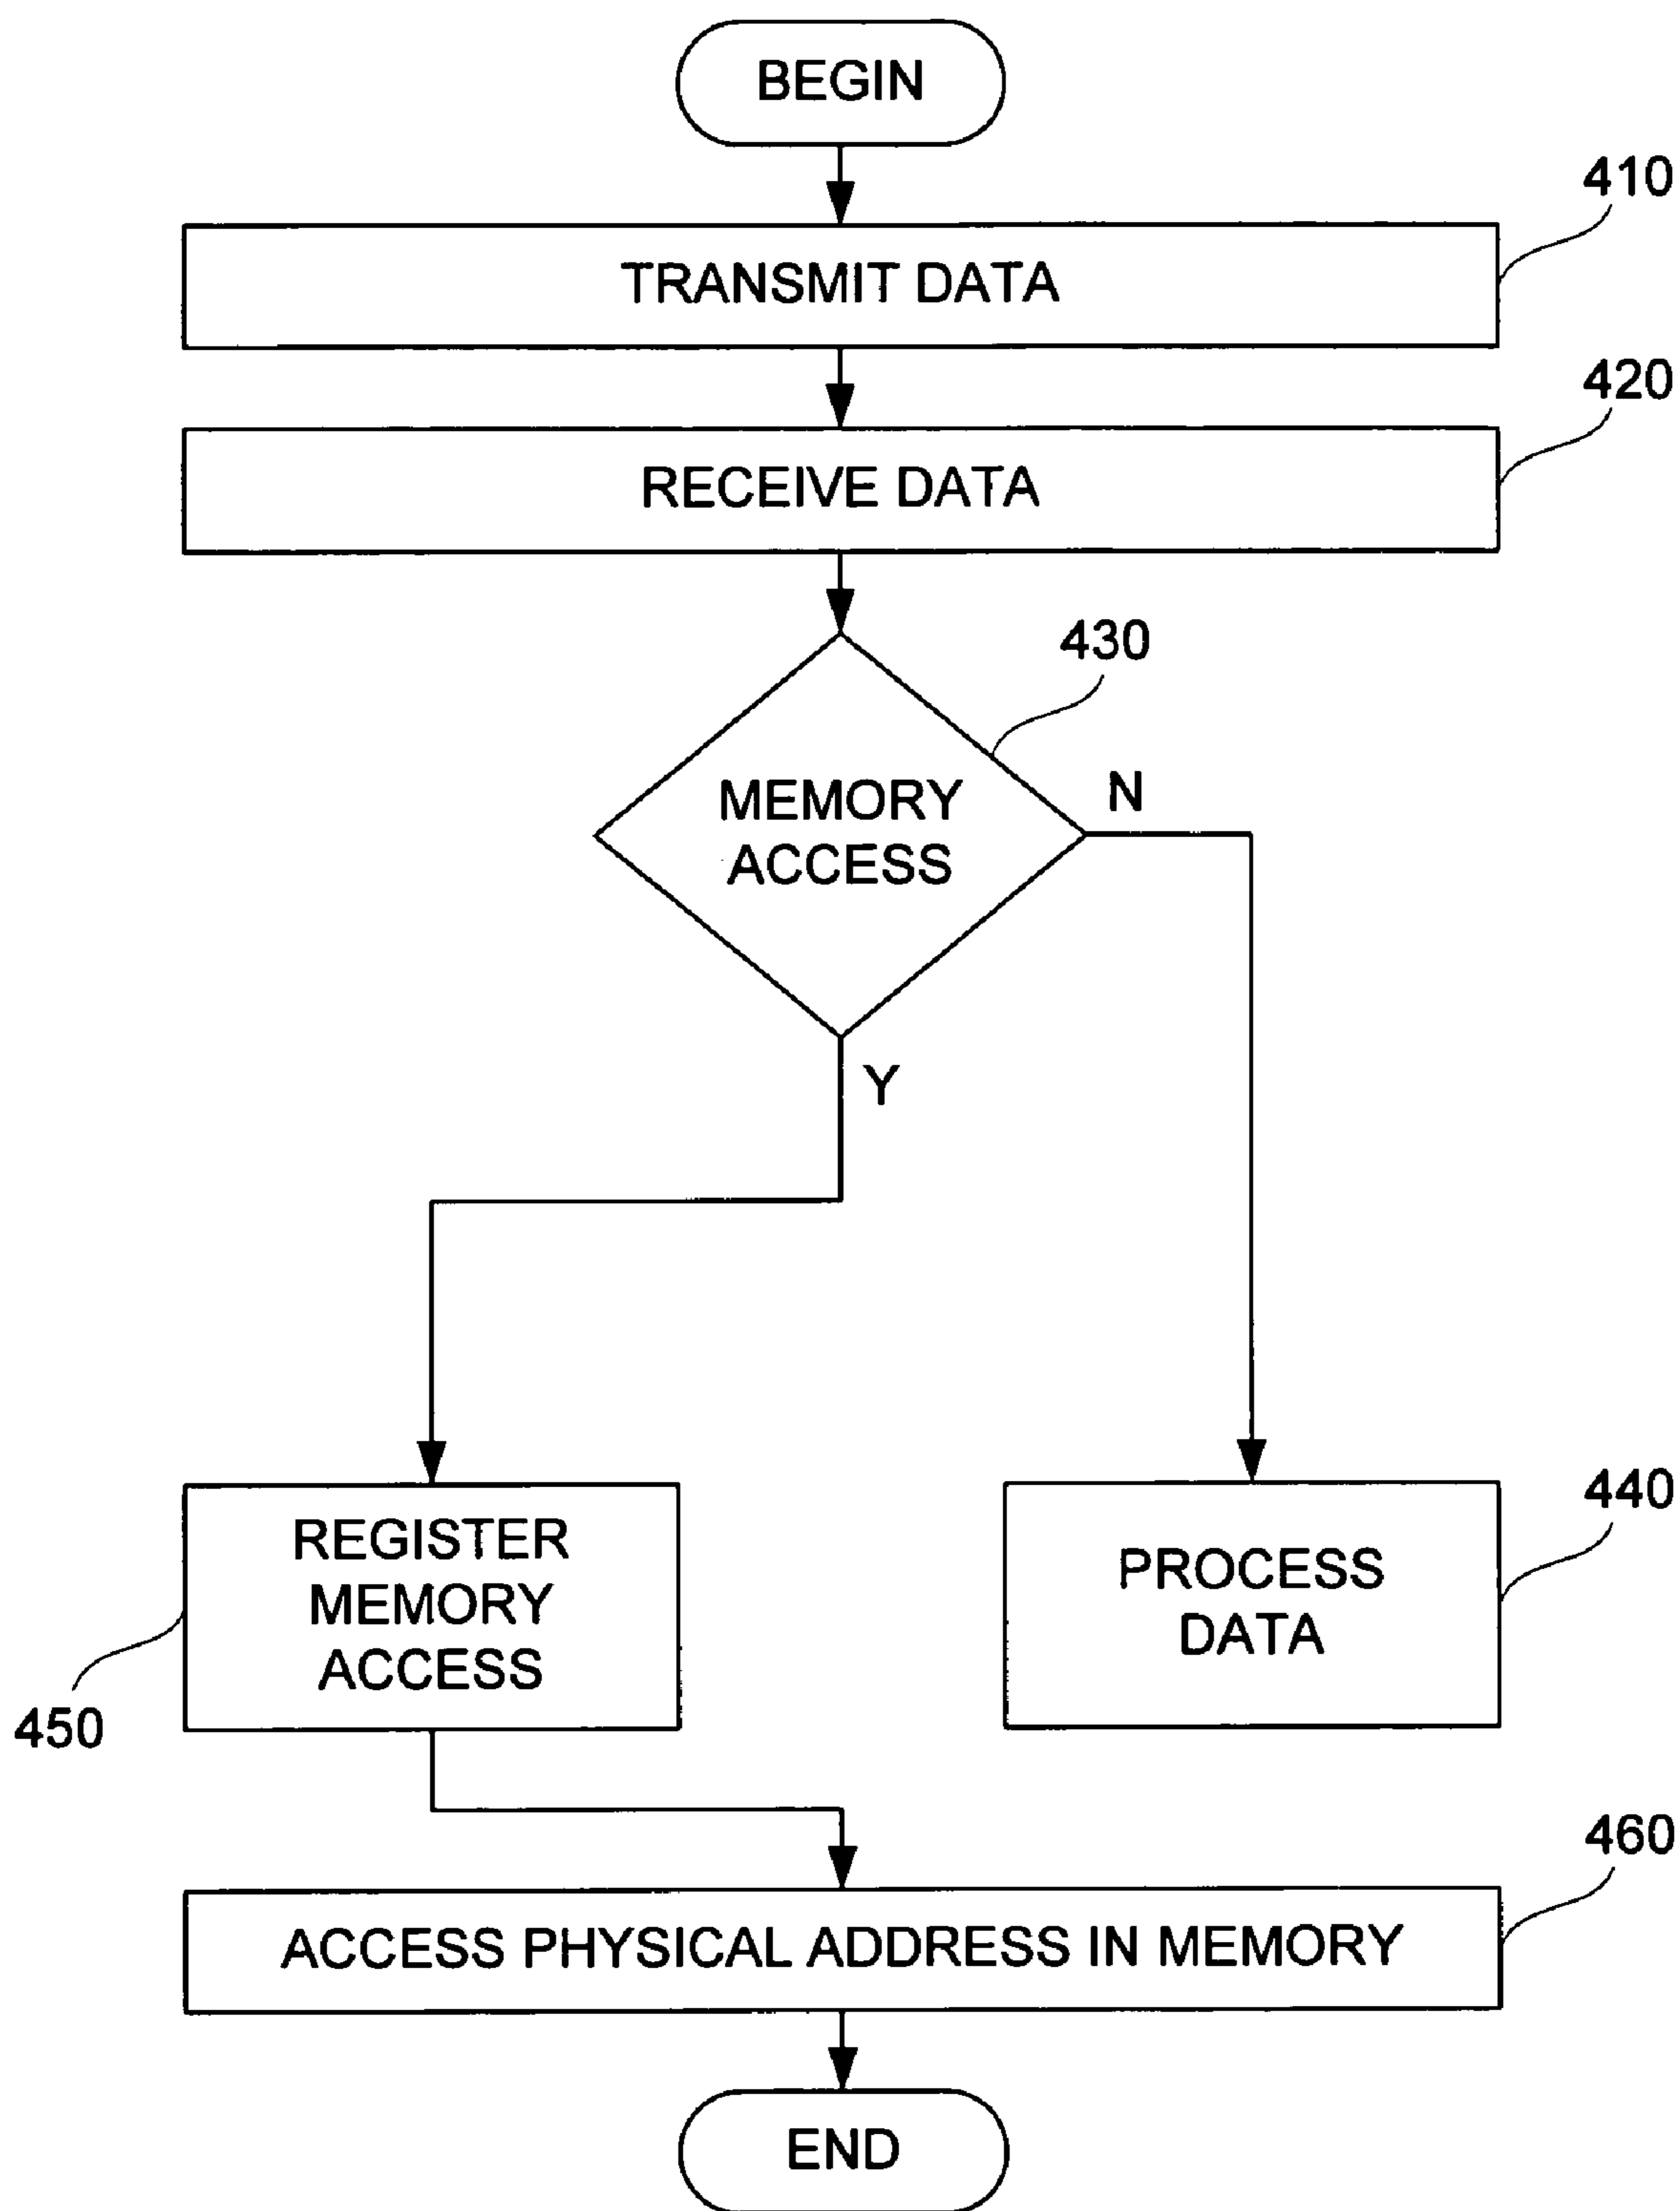 BEGIN
410
TRANSMIT DATA
420
RECEIVE DATA
430
MEMORY
ACCESS
N
Y
REGISTER
MEMORY
ACCESS
450
PROCESS
DATA
440
460
ACCESS PHYSICAL ADDRESS IN MEMORY
END